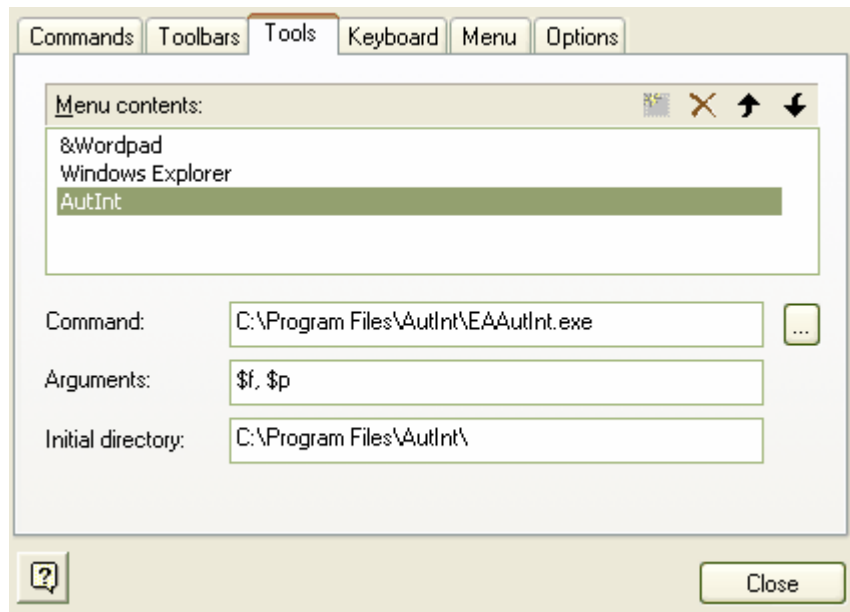 Commands Toolbars Tools Keyboard Menu Options
Menu contents:
&Wordpad
Windows Explorer
AutInt
Command: C:\Program Files\AutInt\EAAutInt.exe ...
Arguments: $f, $p
Initial directory: C:\Program Files\AutInt\
? Close